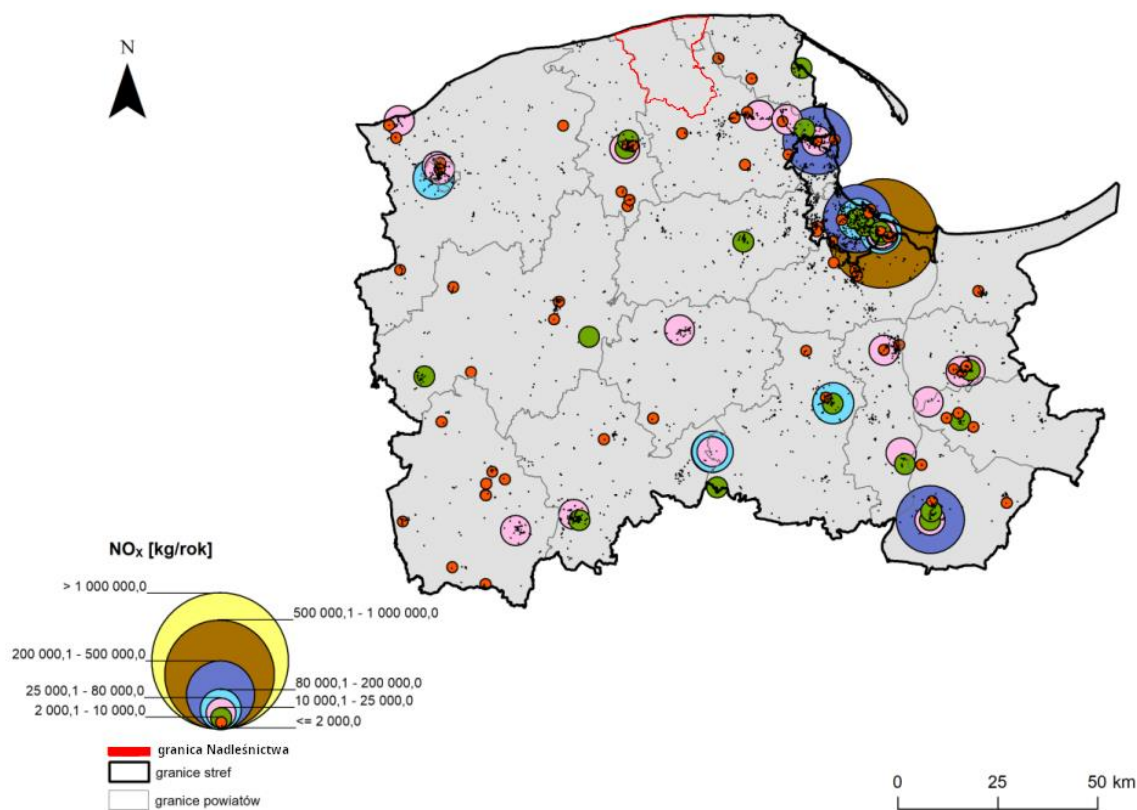 N
NOx [kg/rok]
> 1 000 000,0
500 000,1 - 1 000 000,0
200 000,1 - 500 000,0
80 000,1 - 200 000,0
25 000,1 - 80 000,0
10 000,1 - 25 000,0
2 000,1 - 10 000,0
<= 2 000,0
granica Nadleśnictwa
granice stref
granice powiatów
0 25 50 km